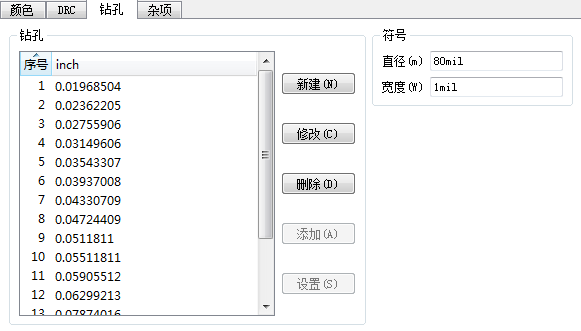 颜色 DRC 钻孔 杂项
钻孔
序号 inch
1 0.01968504
2 0.02362205
3 0.02755906
4 0.03149606
5 0.03543307
6 0.03937008
7 0.04330709
8 0.04724409
9 0.0511811
10 0.05511811
11 0.05905512
12 0.06299213
13 0.07874016
新建(N)
修改(C)
删除(D)
添加(A)
设置(S)
符号
直径(m) 80mil
宽度(W) 1mil